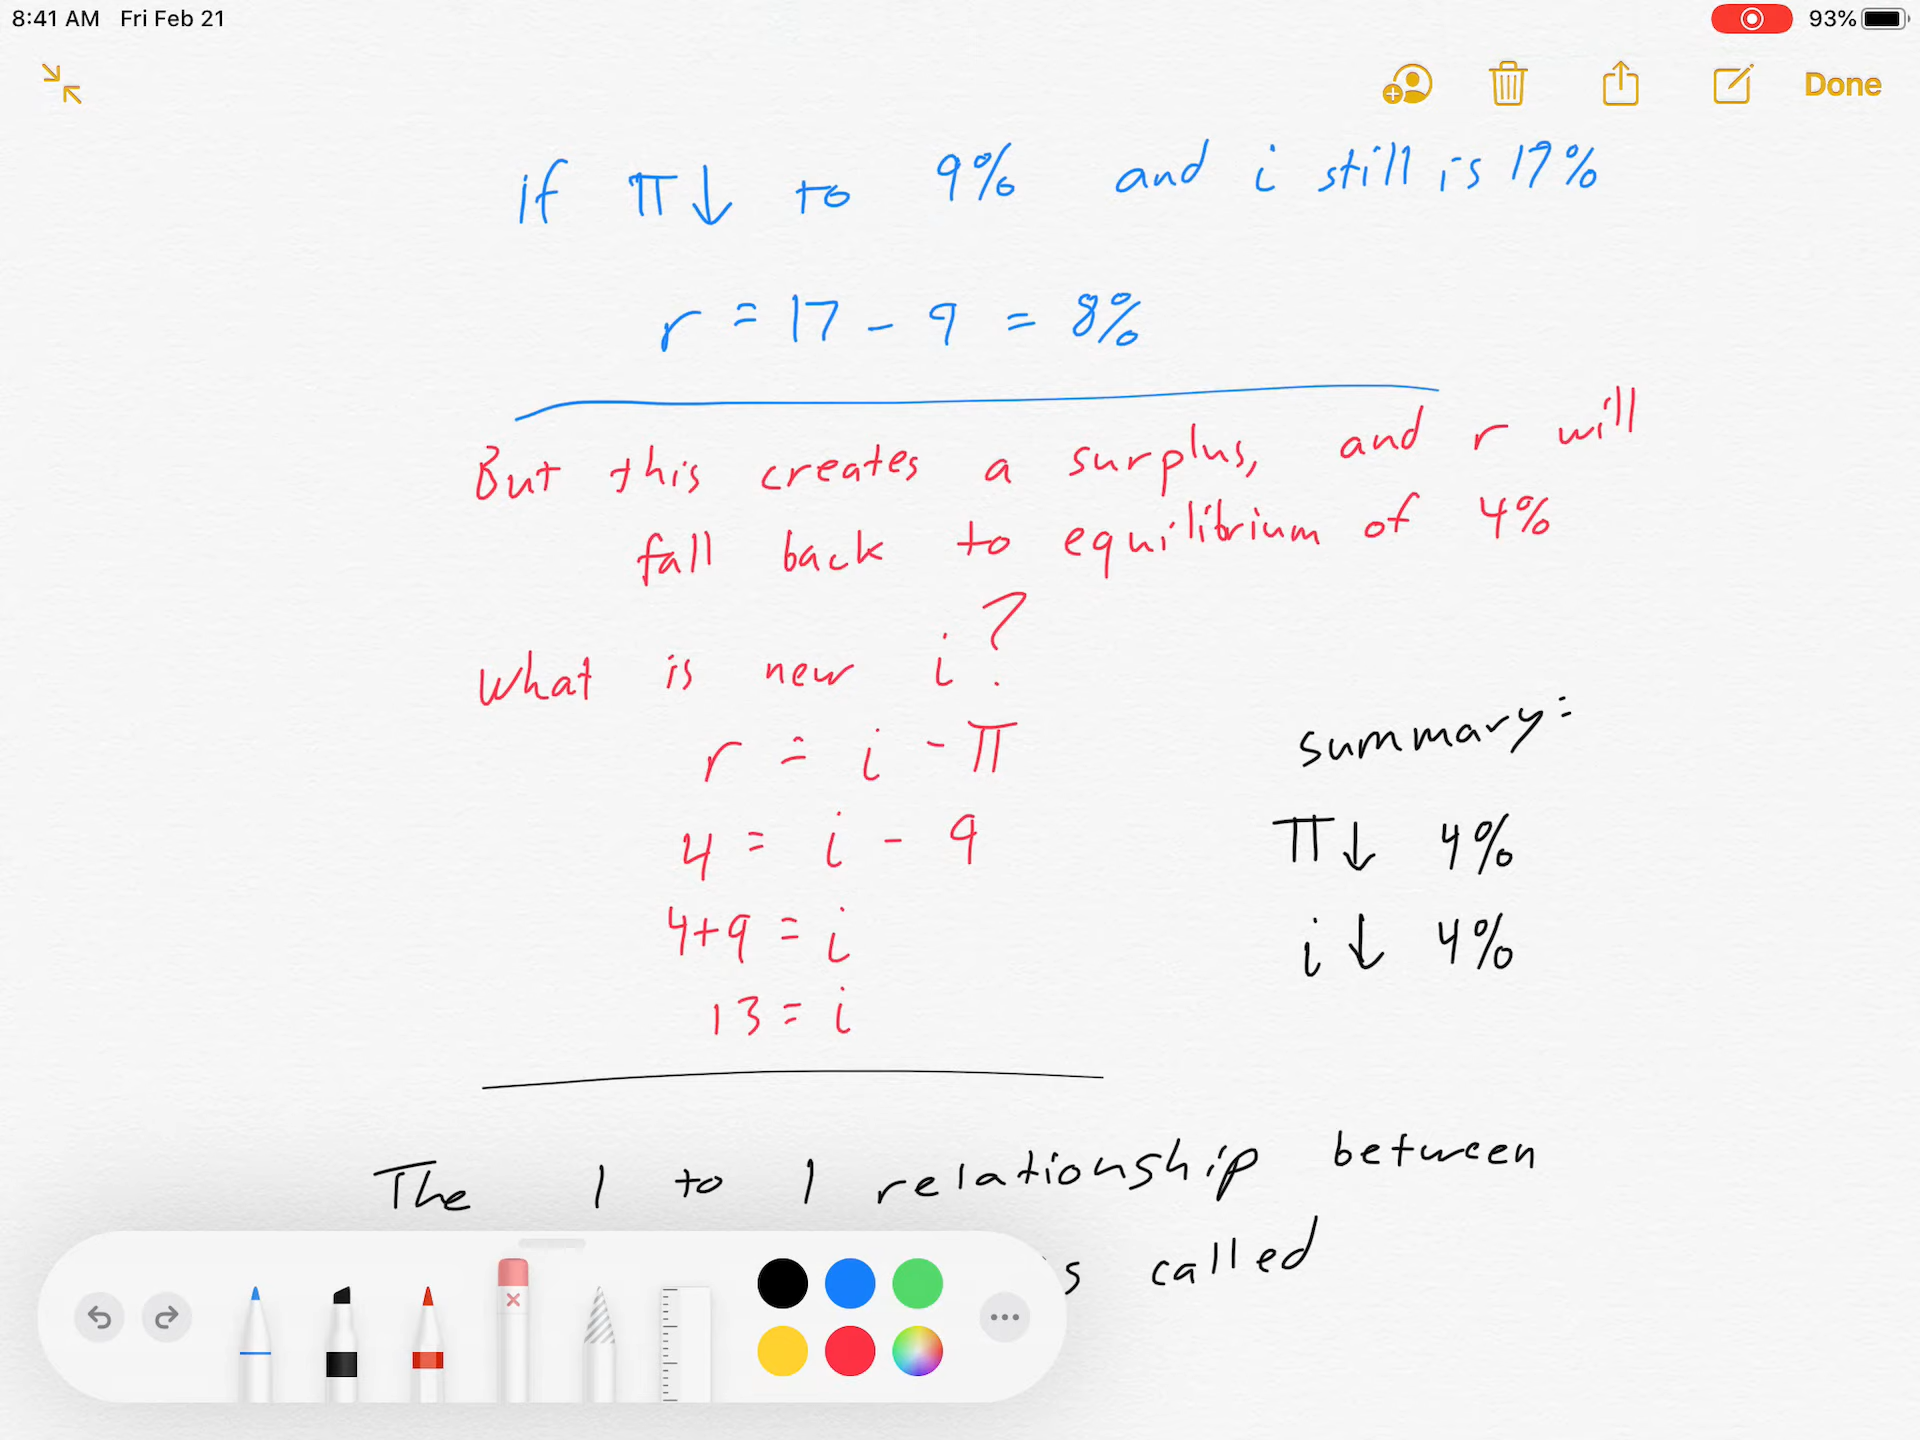 8:41 AM Fri Feb 21
93%
Done
if π↓ to 9% and i still is 17%
r = 17 - 9 = 8%
But this creates a surplus, and r will
fall back to equilibrium of 4%
What is new i?
r = i - π
4 = i - 9
4+9 = i
13 = i
summary:
π↓ 4%
i↓ 4%
The 1 to 1 relationship between
s called